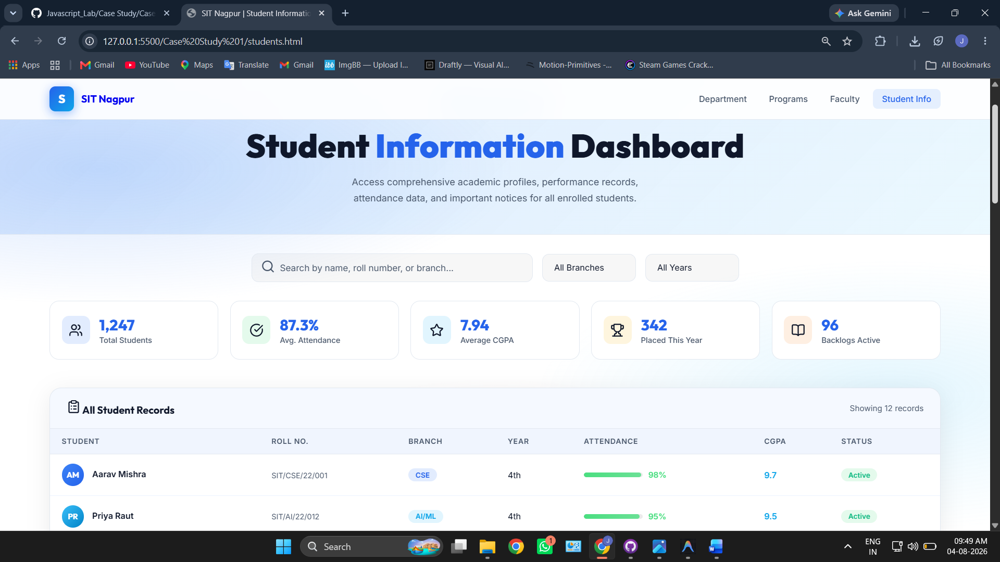 Javascript_Lab/Case Study/Case
SIT Nagpur | Student Informatio
Ask Gemini
127.0.0.1:5500/Case%20Study%201/students.html
J
Apps
Gmail
YouTube
Maps
Translate
Gmail
ibb
ImgBB — Upload I...
Draftly — Visual AI...
Motion-Primitives -...
Steam Games Crack...
All Bookmarks
S
SIT Nagpur
Department
Programs
Faculty
Student Info
Student Information Dashboard
Access comprehensive academic profiles, performance records,
attendance data, and important notices for all enrolled students.
Search by name, roll number, or branch...
All Branches
All Years
1,247
Total Students
87.3%
Avg. Attendance
7.94
Average CGPA
342
Placed This Year
96
Backlogs Active
All Student Records
Showing 12 records
STUDENT ROLL NO. BRANCH YEAR ATTENDANCE CGPA STATUS
AM Aarav Mishra SIT/CSE/22/001 CSE 4th 98% 9.7 Active
PR Priya Raut SIT/AI/22/012 AI/ML 4th 95% 9.5 Active
Search
1
J
W
ENG
IN
09:49 AM
04-08-2026